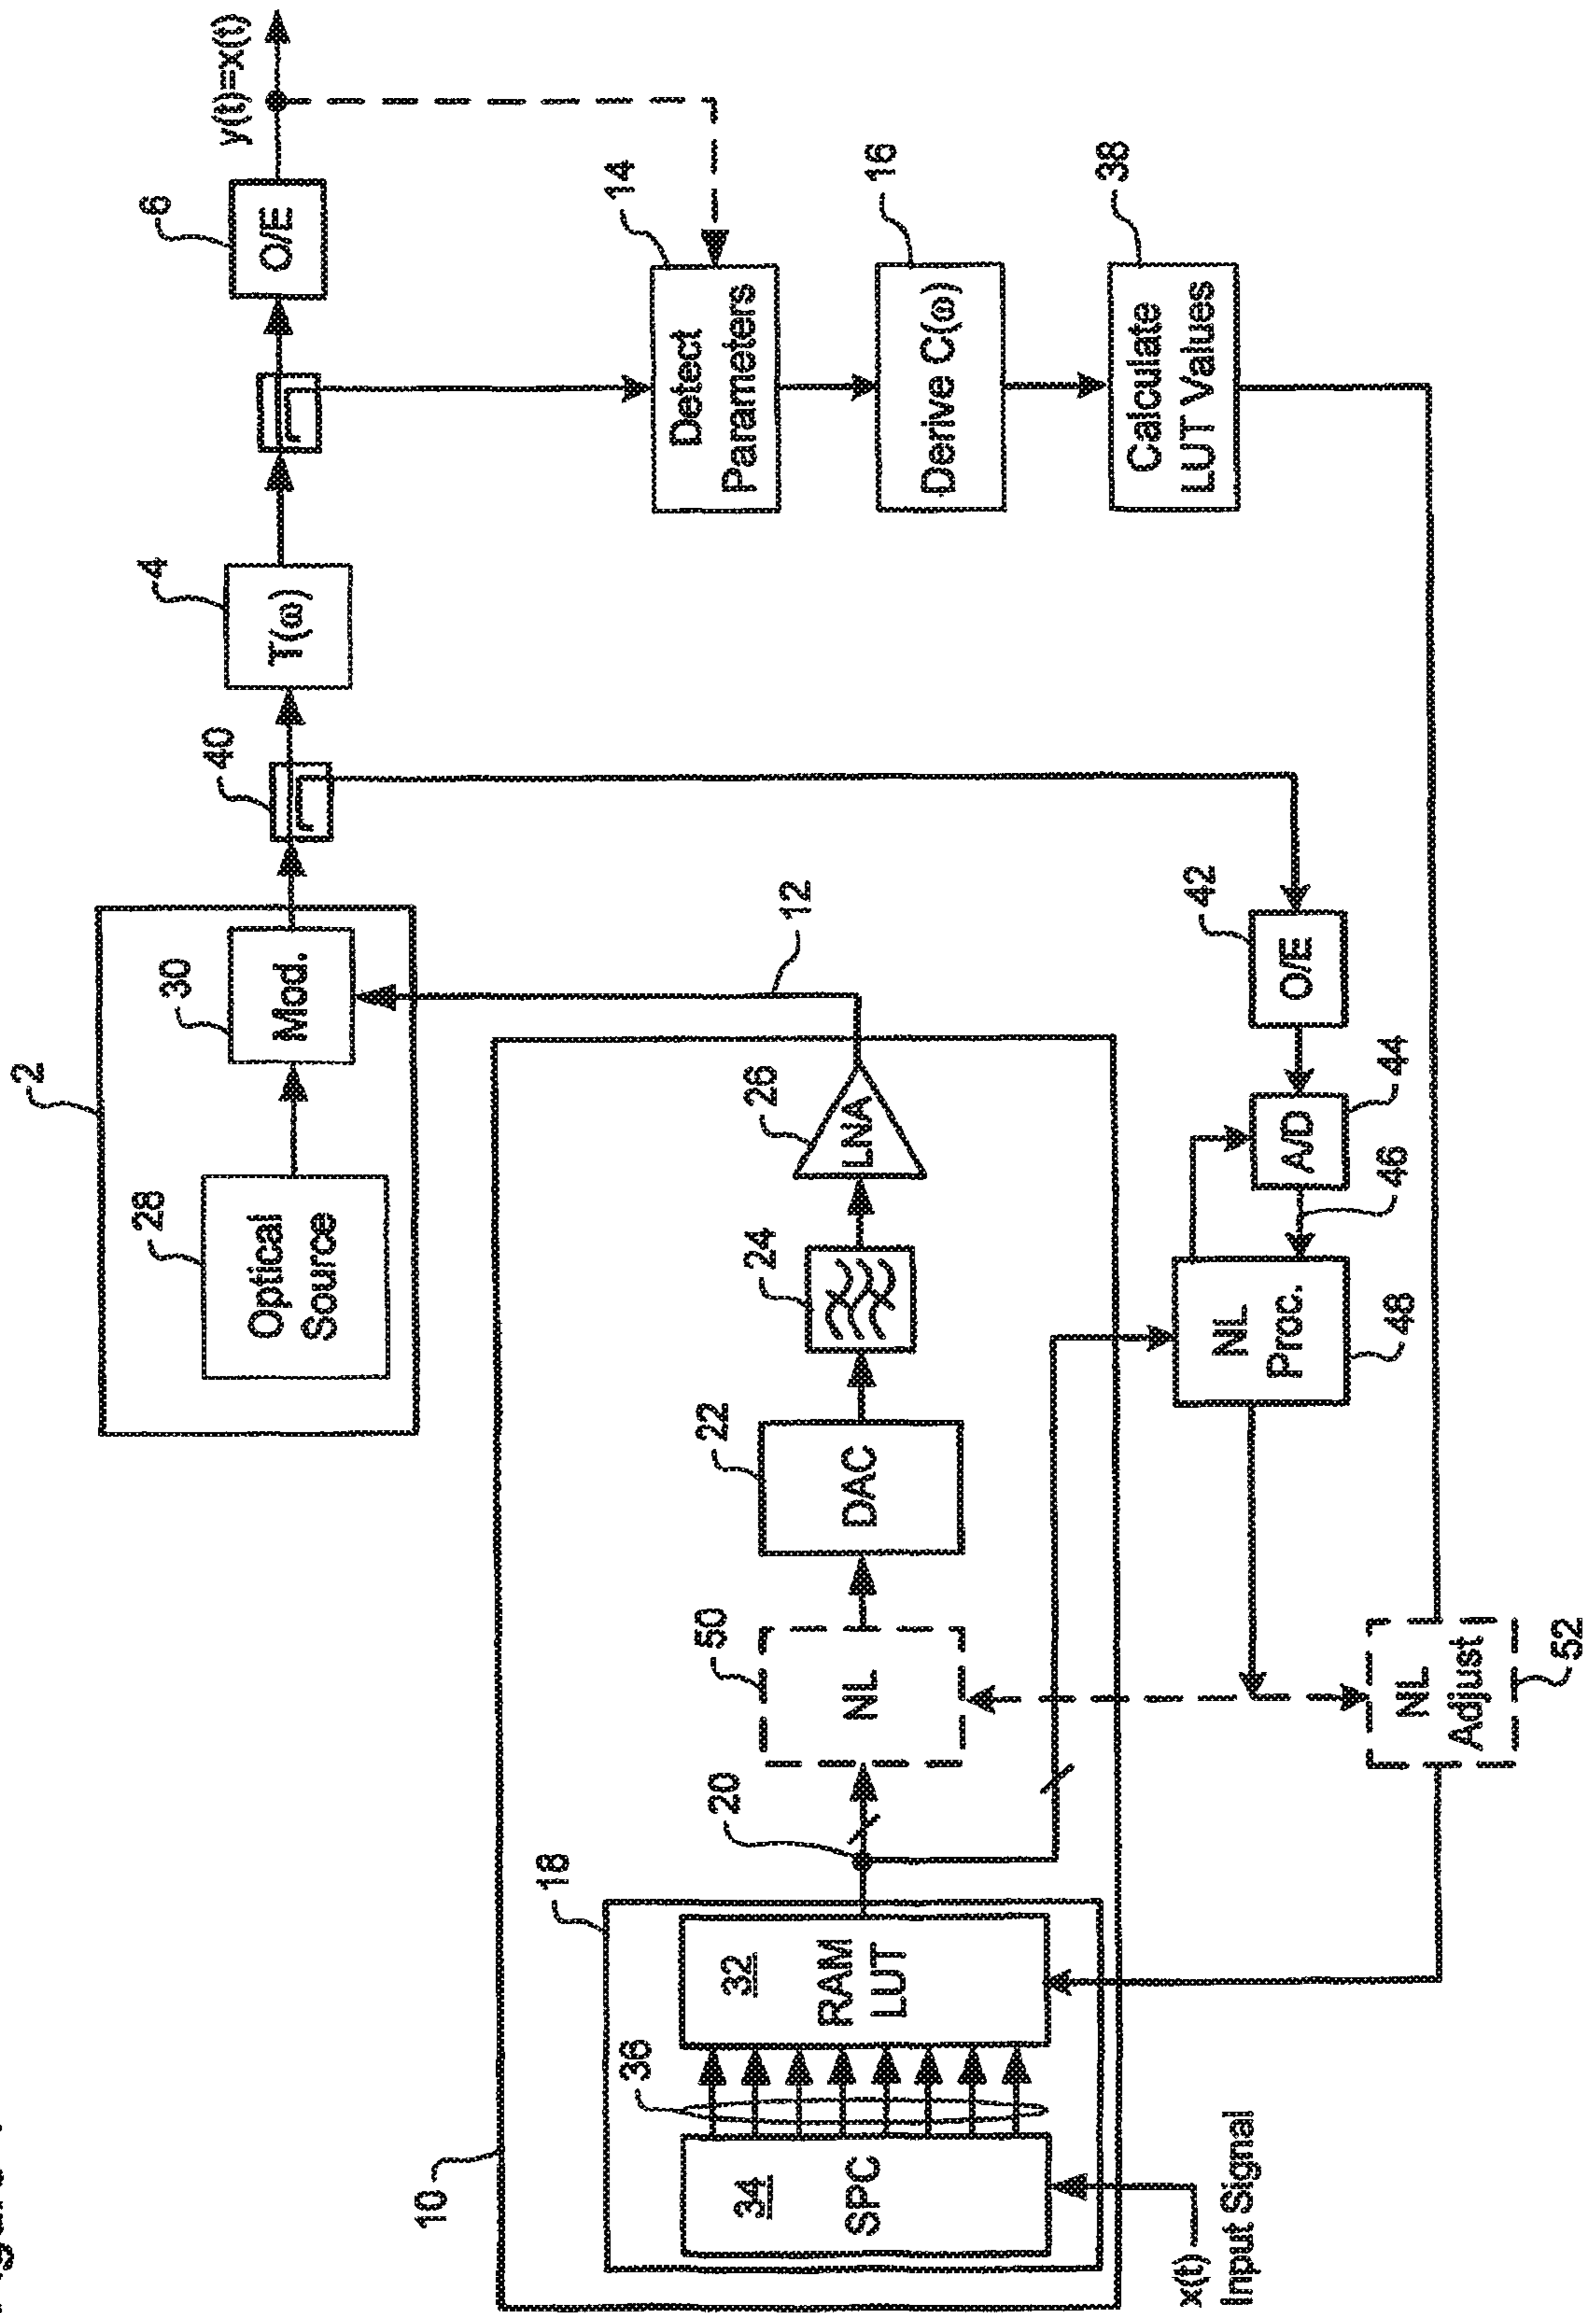 y(t)=x(t)
6
O/E
14
Detect
Parameters
16
Derive C(ω)
38
Calculate
LUT Values
4
T(ω)
40
2
30
Mod.
28
Optical
Source
12
26
LNA
24
22
DAC
50
NL
20
42
O/E
44
A/D
46
NL
Proc.
48
NL
Adjust
52
10
18
32
RAM
LUT
36
34
SPC
x(t)
Input Signal